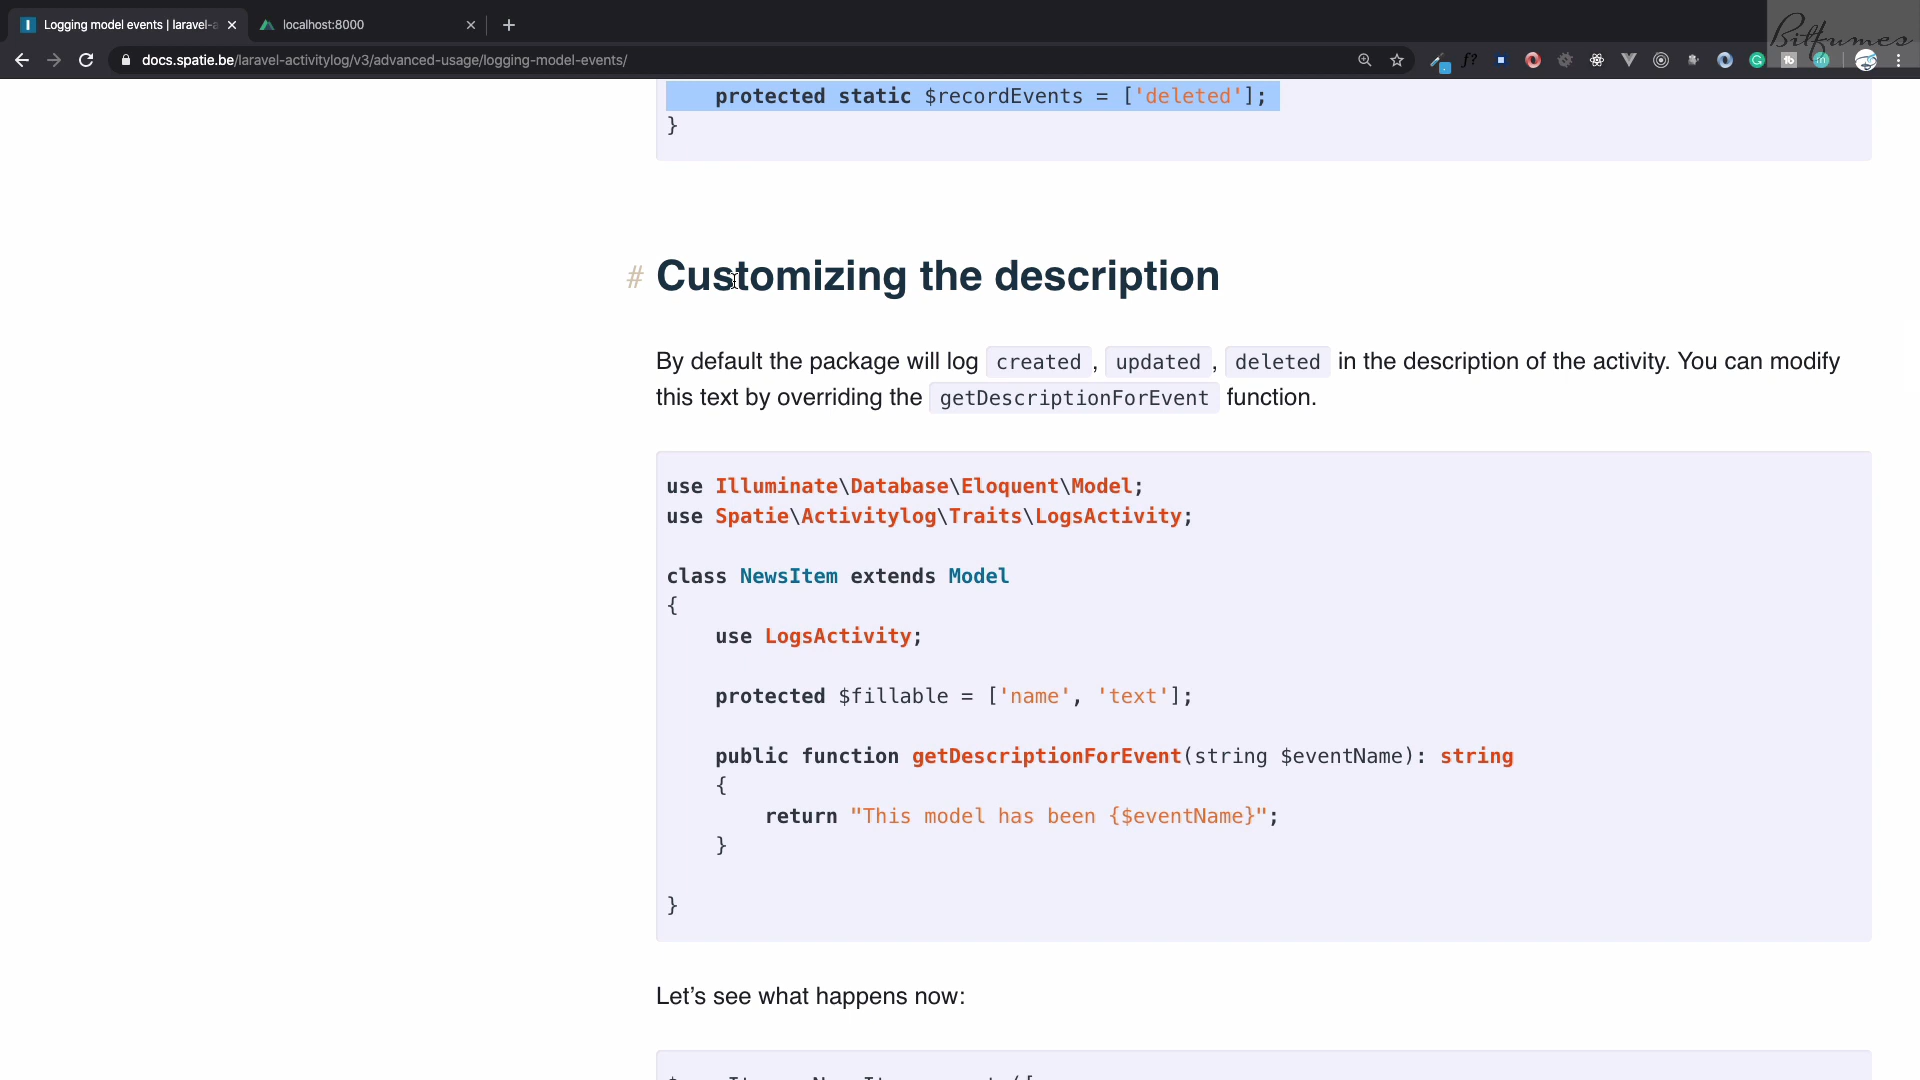 Logging model events | laravel-a
localhost:8000
Bitfumes
docs.spatie.be/laravel-activitylog/v3/advanced-usage/logging-model-events/
protected static $recordEvents = ['deleted'];
}
# Customizing the description
By default the package will log created, updated, deleted in the description of the activity. You can modify
this text by overriding the getDescriptionForEvent function.
use Illuminate\Database\Eloquent\Model;
use Spatie\Activitylog\Traits\LogsActivity;
class NewsItem extends Model
{
use LogsActivity;
protected $fillable = ['name', 'text'];
public function getDescriptionForEvent(string $eventName): string
{
return "This model has been {$eventName}";
}
}
Let’s see what happens now: